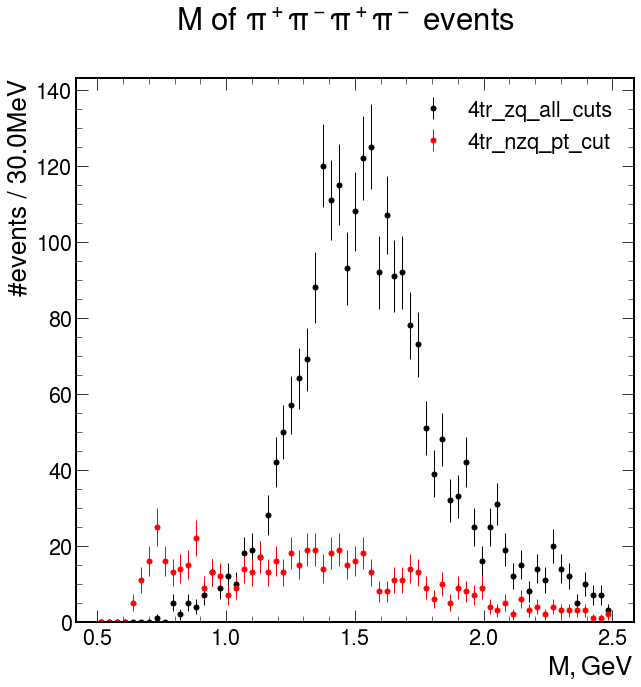 M of π⁺π⁻π⁺π⁻ events
#events / 30.0MeV
140
120
100
80
60
40
20
0
4tr_zq_all_cuts
4tr_nzq_pt_cut
0.5 1.0 1.5 2.0 2.5
M, GeV